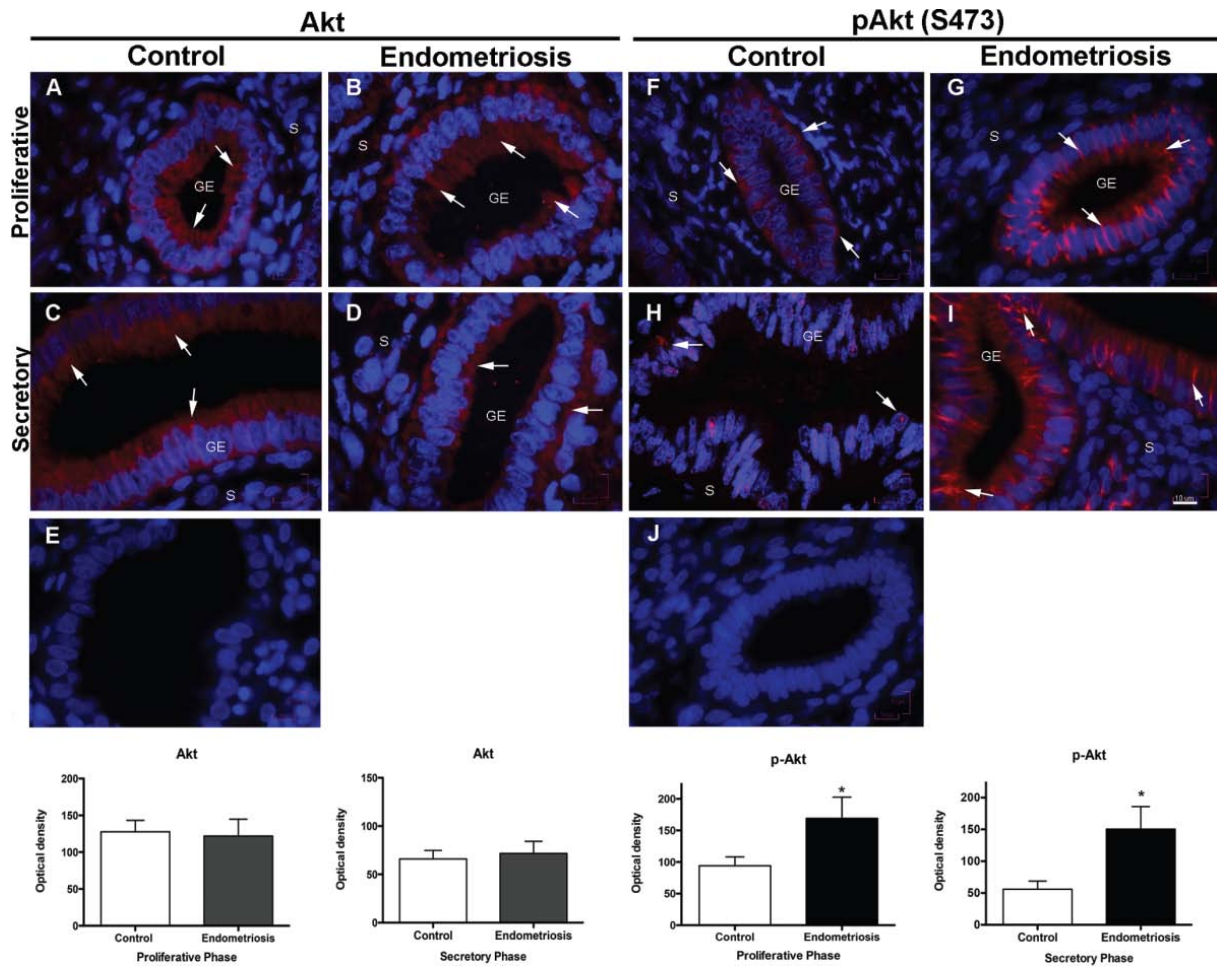 Akt
pAkt (S473)
Control
Endometriosis
Control
Endometriosis
Proliferative
A
S
GE
B
S
GE
F
S
GE
G
S
GE
Secretory
C
GE
S
D
S
GE
H
GE
S
I
GE
S
10 um
E
J
Akt
Optical density
200
150
100
50
0
Control
Endometriosis
Proliferative Phase
Akt
Optical density
150
100
50
0
Control
Endometriosis
Secretory Phase
p-Akt
Optical density
200
150
100
50
0
Control
Endometriosis
*
Proliferative Phase
p-Akt
Optical density
200
150
100
50
0
Control
Endometriosis
*
Secretory Phase